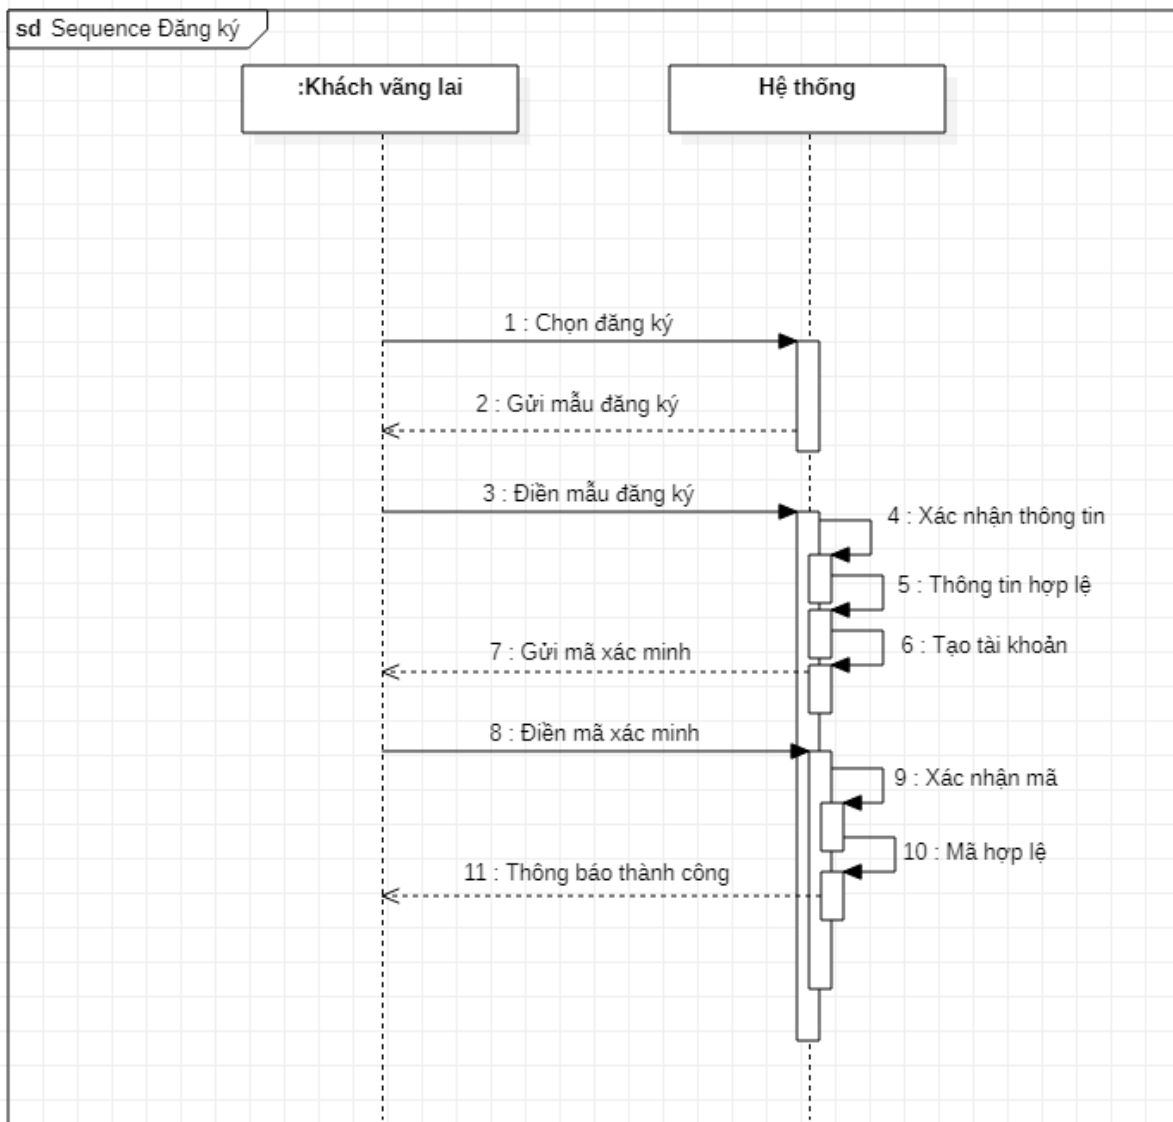 sd Sequence Đăng ký
:Khách vãng lai
Hệ thống
1 : Chọn đăng ký
2 : Gửi mẫu đăng ký
3 : Điền mẫu đăng ký
4 : Xác nhận thông tin
5 : Thông tin hợp lệ
6 : Tạo tài khoản
7 : Gửi mã xác minh
8 : Điền mã xác minh
9 : Xác nhận mã
10 : Mã hợp lệ
11 : Thông báo thành công